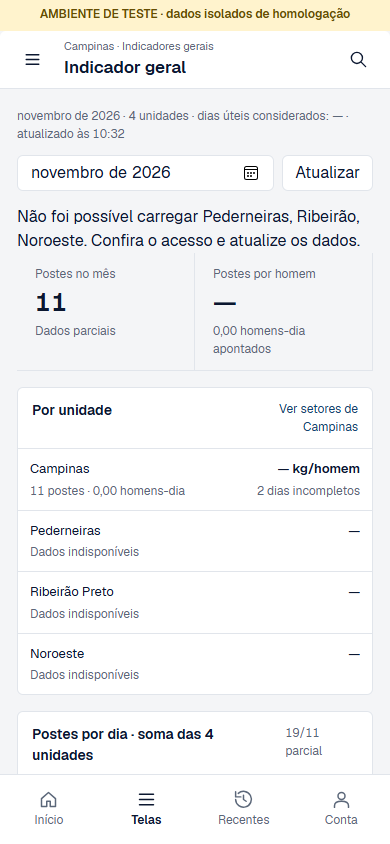 AMBIENTE DE TESTE · dados isolados de homologação
Campinas · Indicadores gerais
Indicador geral
novembro de 2026 · 4 unidades · dias úteis considerados: — ·
atualizado às 10:32
novembro de 2026
Atualizar
Não foi possível carregar Pederneiras, Ribeirão,
Noroeste. Confira o acesso e atualize os dados.
Postes no mês
11
Dados parciais
Postes por homem
—
0,00 homens-dia
apontados
Por unidade
Ver setores de
Campinas
Campinas
— kg/homem
11 postes · 0,00 homens-dia
2 dias incompletos
Pederneiras
—
Dados indisponíveis
Ribeirão Preto
—
Dados indisponíveis
Noroeste
—
Dados indisponíveis
Postes por dia · soma das 4
unidades
19/11
parcial
Início
Telas
Recentes
Conta